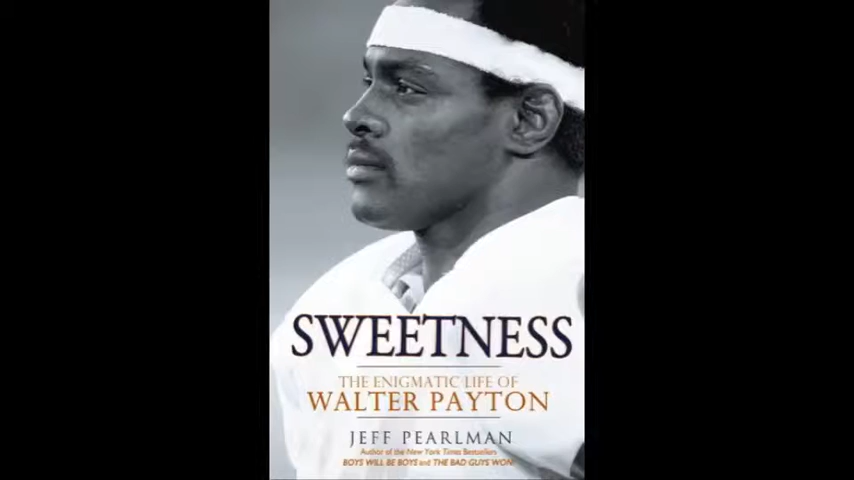 SWEETNESS
THE ENIGMATIC LIFE OF
WALTER PAYTON
JEFF PEARLMAN
Author of the New York Times Bestsellers
BOYS WILL BE BOYS and THE BAD GUYS WON